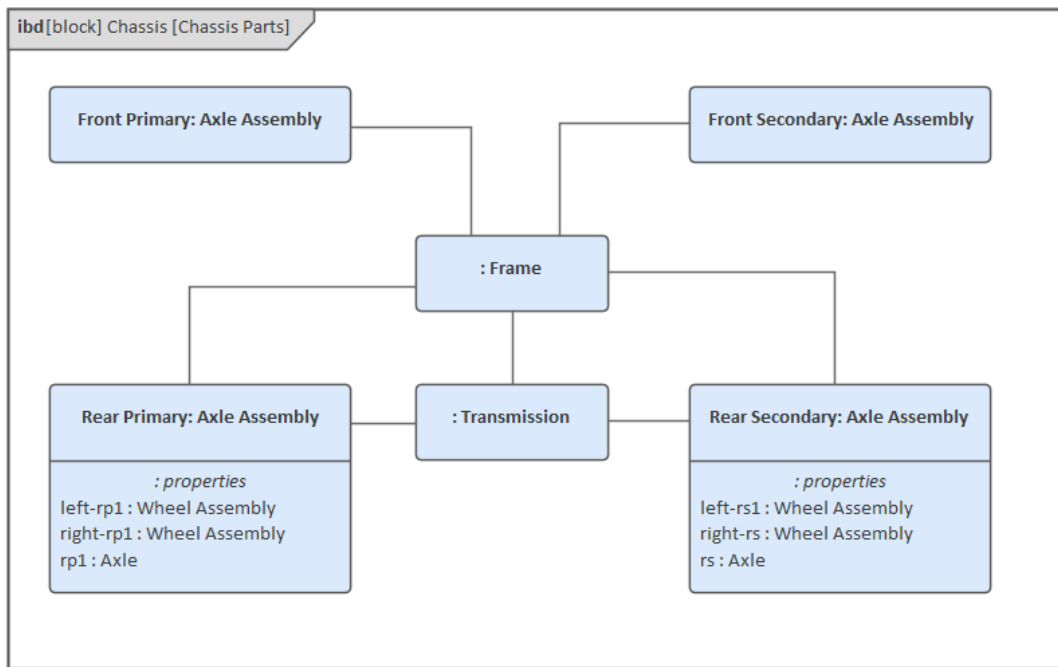 ibd [block] Chassis [Chassis Parts]
Front Primary: Axle Assembly
Front Secondary: Axle Assembly
: Frame
Rear Primary: Axle Assembly
: Transmission
Rear Secondary: Axle Assembly
: properties
left-rp1 : Wheel Assembly
right-rp1 : Wheel Assembly
rp1 : Axle
: properties
left-rs1 : Wheel Assembly
right-rs : Wheel Assembly
rs : Axle